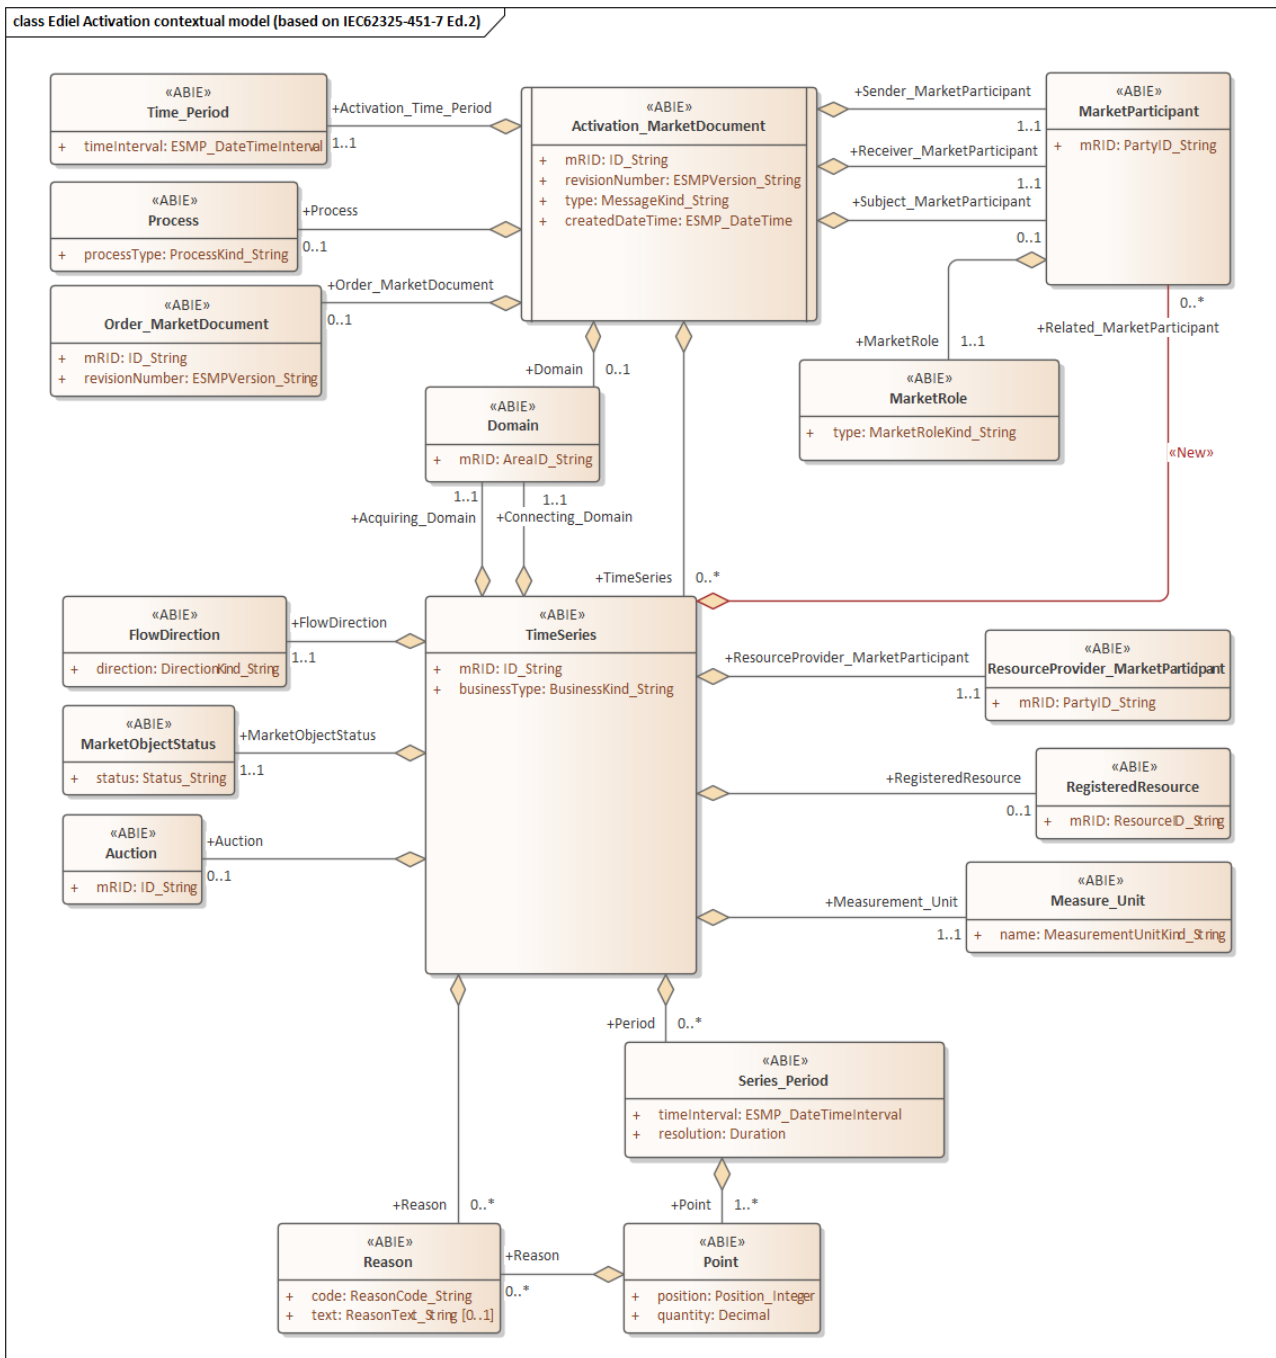 class Ediel Activation contextual model (based on IEC62325-451-7 Ed.2)
«ABIE»
Time_Period
+ timeInterval: ESMP_DateTimeInterval
+Activation_Time_Period
1..1
«ABIE»
Activation_MarketDocument
+ mRID: ID_String
+ revisionNumber: ESMPVersion_String
+ type: MessageKind_String
+ createdDateTime: ESMP_DateTime
+Sender_MarketParticipant
1..1
+Receiver_MarketParticipant
1..1
+Subject_MarketParticipant
0..1
«ABIE»
MarketParticipant
+ mRID: PartyID_String
«ABIE»
Process
+ processType: ProcessKind_String
+Process
0..1
«ABIE»
Order_MarketDocument
+ mRID: ID_String
+ revisionNumber: ESMPVersion_String
+Order_MarketDocument
0..1
0..*
+Related_MarketParticipant
+MarketRole
1..1
«ABIE»
MarketRole
+ type: MarketRoleKind_String
«New»
+Domain
0..1
«ABIE»
Domain
+ mRID: AreaID_String
1..1
+Acquiring_Domain
1..1
+Connecting_Domain
+TimeSeries
0..*
«ABIE»
FlowDirection
+ direction: DirectionKind_String
+FlowDirection
1..1
«ABIE»
TimeSeries
+ mRID: ID_String
+ businessType: BusinessKind_String
+ResourceProvider_MarketParticipant
1..1
«ABIE»
ResourceProvider_MarketParticipant
+ mRID: PartyID_String
«ABIE»
MarketObjectStatus
+ status: Status_String
+MarketObjectStatus
1..1
+RegisteredResource
0..1
«ABIE»
RegisteredResource
+ mRID: ResourceID_String
«ABIE»
Auction
+ mRID: ID_String
+Auction
0..1
+Measurement_Unit
1..1
«ABIE»
Measure_Unit
+ name: MeasurementUnitKind_String
+Period
0..*
«ABIE»
Series_Period
+ timeInterval: ESMP_DateTimeInterval
+ resolution: Duration
+Reason
0..*
+Point
1..*
«ABIE»
Reason
+ code: ReasonCode_String
+ text: ReasonText_String [0..1]
+Reason
0..*
«ABIE»
Point
+ position: Position_Integer
+ quantity: Decimal